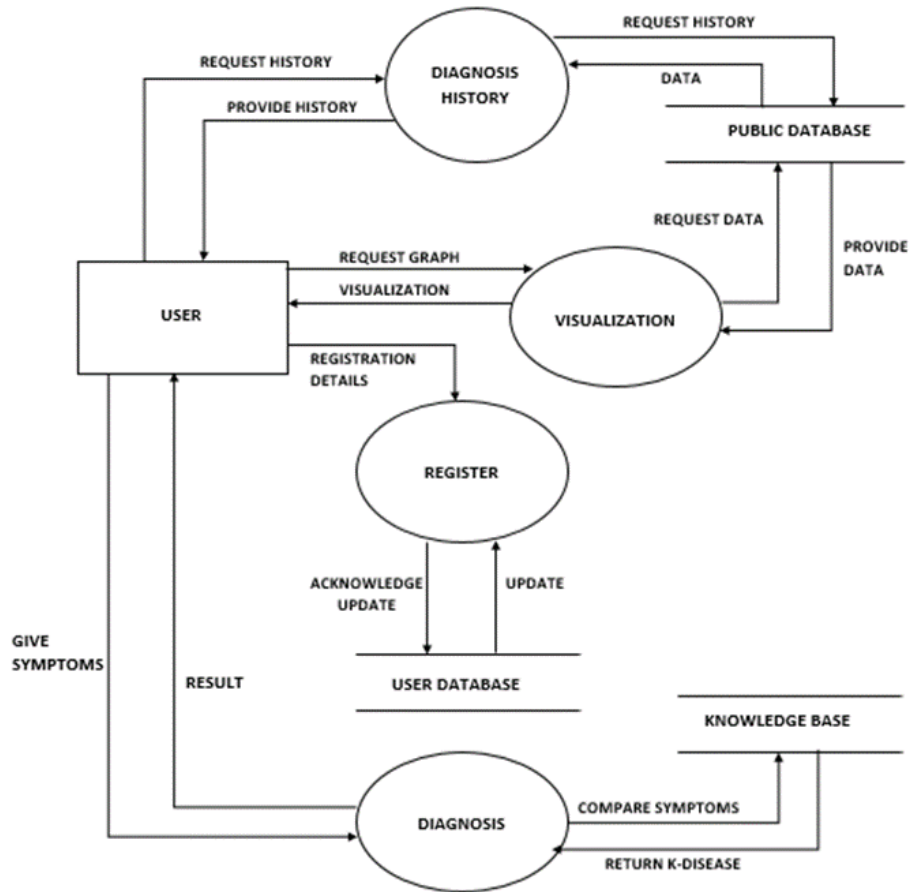 REQUEST HISTORY
REQUEST HISTORY
DIAGNOSIS
HISTORY
DATA
PROVIDE HISTORY
PUBLIC DATABASE
REQUEST DATA
PROVIDE
DATA
REQUEST GRAPH
VISUALIZATION
USER
VISUALIZATION
REGISTRATION
DETAILS
REGISTER
ACKNOWLEDGE
UPDATE
UPDATE
GIVE
SYMPTOMS
RESULT
USER DATABASE
KNOWLEDGE BASE
COMPARE SYMPTOMS
DIAGNOSIS
RETURN K-DISEASE